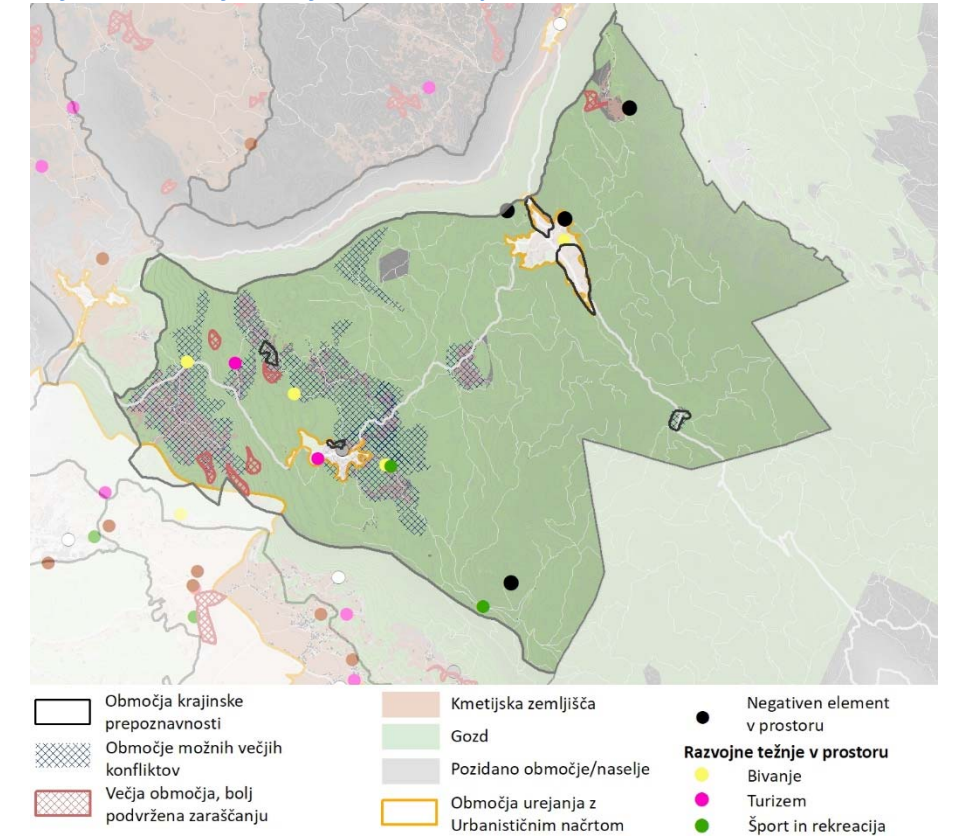 Območja krajinske
prepoznavnosti
Območje možnih večjih
konfliktov
Večja območja, bolj
podvržena zaraščanju
Kmetijska zemljišča
Gozd
Pozidano območje/naselje
Območja urejanja z
Urbanističnim načrtom
Negativen element
v prostoru
Razvojne težnje v prostoru
Bivanje
Turizem
Šport in rekreacija